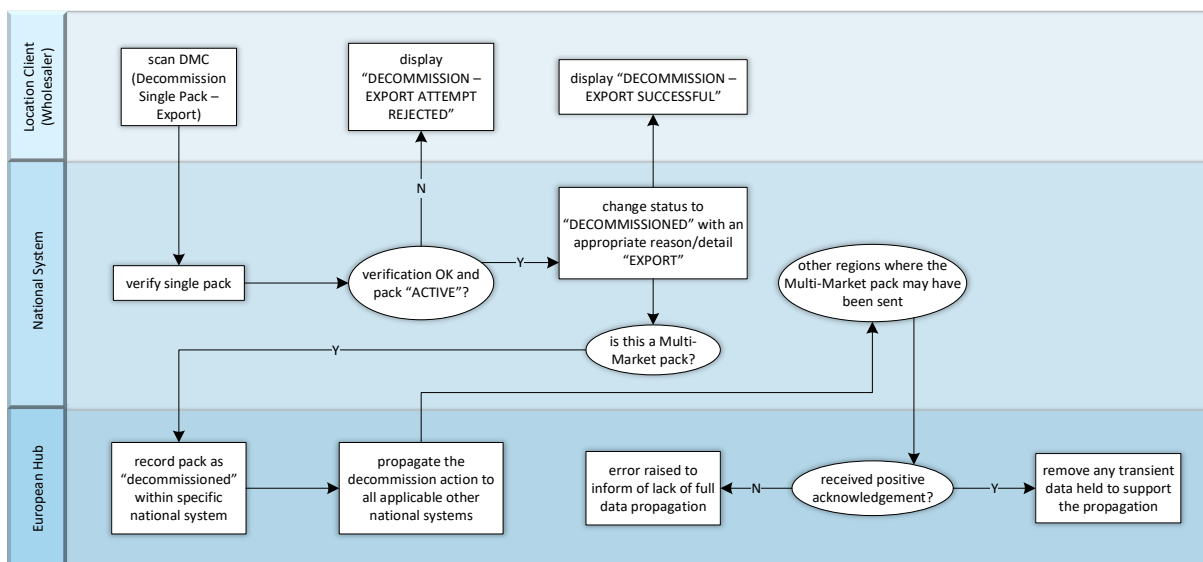 Location Client
(Wholesaler)
scan DMC
(Decommission
Single Pack –
Export)
display
“DECOMMISSION –
EXPORT ATTEMPT
REJECTED”
display “DECOMMISSION –
EXPORT SUCCESSFUL”
National System
verify single pack
N
verification OK and
pack “ACTIVE”?
Y
change status to
“DECOMMISSIONED” with an
appropriate reason/detail
“EXPORT”
other regions where the
Multi-Market pack may have
been sent
is this a Multi-
Market pack?
Y
European Hub
record pack as
“decommissioned”
within specific
national system
propagate the
decommission action to
all applicable other
national systems
error raised to
inform of lack of full
data propagation
N
received positive
acknowledgement?
Y
remove any transient
data held to support
the propagation